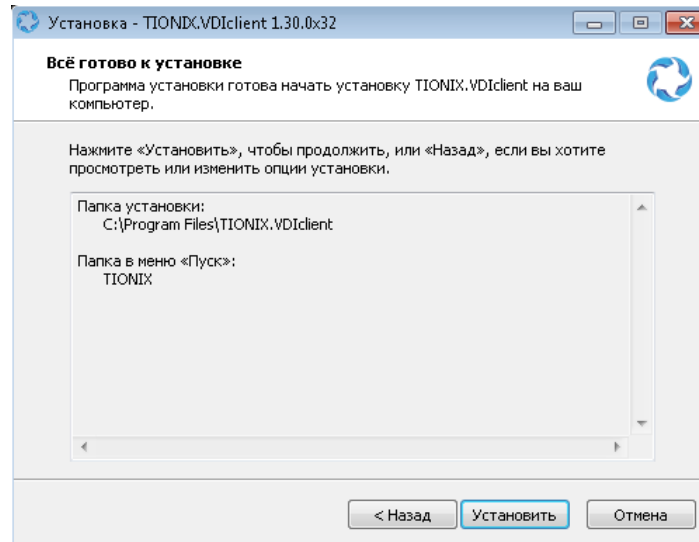 Установка - TIONIX.VDIclient 1.30.0x32
Всё готово к установке
Программа установки готова начать установку TIONIX.VDIclient на ваш
компьютер.
Нажмите «Установить», чтобы продолжить, или «Назад», если вы хотите
просмотреть или изменить опции установки.
Папка установки:
C:\Program Files\TIONIX.VDIclient
Папка в меню «Пуск»:
TIONIX
< Назад
Установить
Отмена